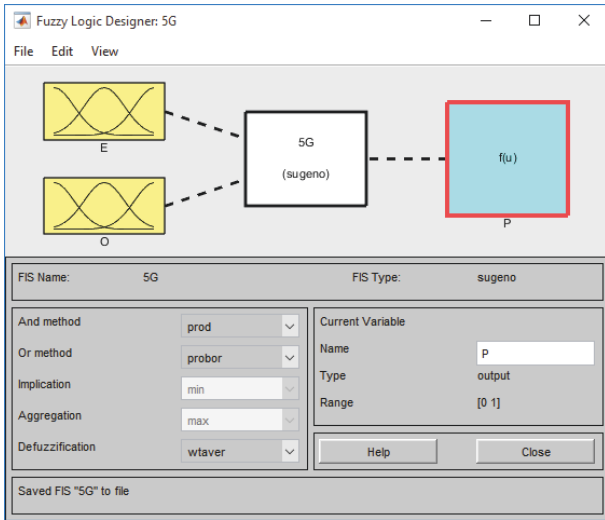 Fuzzy Logic Designer: 5G
File Edit View
E
O
5G
(sugeno)
f(u)
P
FIS Name: 5G FIS Type: sugeno
And method prod
Or method probor
Implication min
Aggregation max
Defuzzification wtaver
Current Variable
Name P
Type output
Range [0 1]
Help Close
Saved FIS "5G" to file